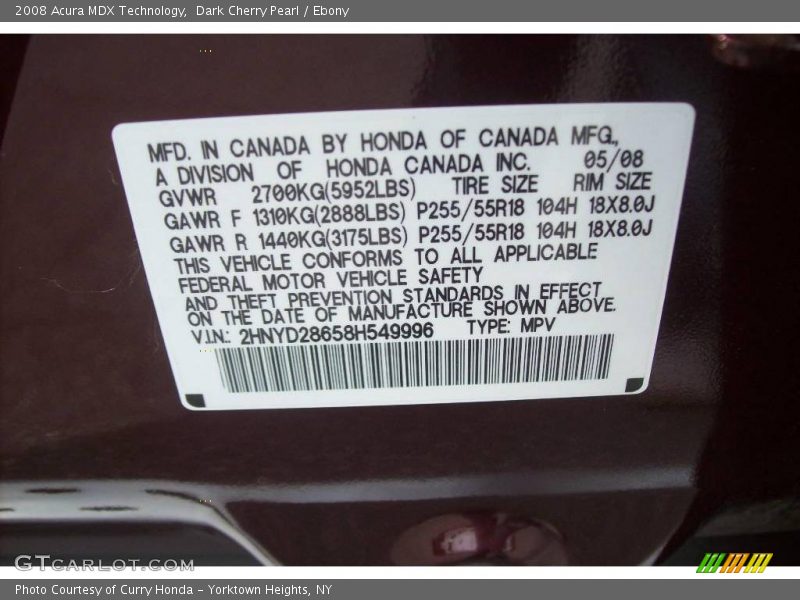 2008 Acura MDX Technology,  Dark Cherry Pearl / Ebony
MFD. IN CANADA BY HONDA OF CANADA MFG.,
A DIVISION OF HONDA CANADA INC. 05/08
GVWR 2700KG(5952LBS) TIRE SIZE RIM SIZE
GAWR F 1310KG(2888LBS) P255/55R18 104H 18X8.0J
GAWR R 1440KG(3175LBS) P255/55R18 104H 18X8.0J
THIS VEHICLE CONFORMS TO ALL APPLICABLE
FEDERAL MOTOR VEHICLE SAFETY
AND THEFT PREVENTION STANDARDS IN EFFECT
ON THE DATE OF MANUFACTURE SHOWN ABOVE.
V.I.N.: 2HNYD28658H549996 TYPE: MPV
GTCARLOT.COM
Photo Courtesy of Curry Honda - Yorktown Heights, NY